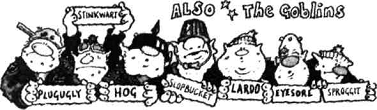 ALSO The Goblins
STINKWART
PLUGUGLY
HOG
SLOPBUCKET
LARDO
EYESORE
SPROGGIT